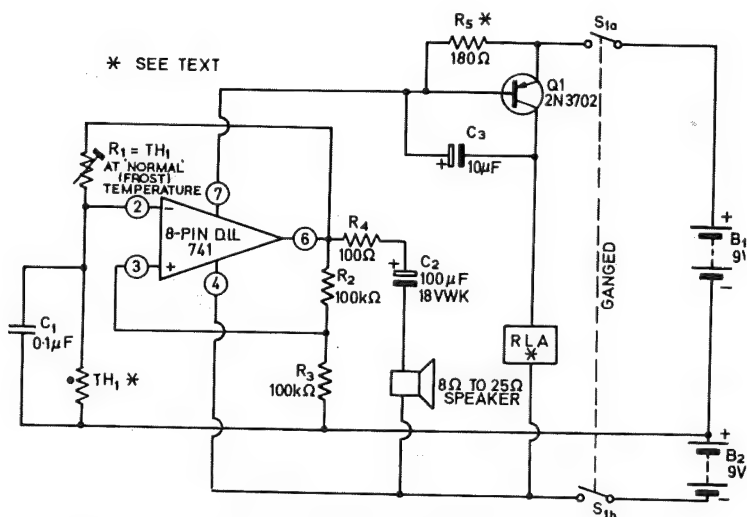 R5 *
180Ω
S1a
* SEE TEXT
Q1
2N3702
R1 = TH1
AT 'NORMAL'
(FROST)
TEMPERATURE
C3
+
10µF
7
2
-
8-PIN D.I.L
741
6
3
+
4
R4
100Ω
R2
100kΩ
+
C2
100µF
18VWK
C1
0·1µF
R3
100kΩ
TH1 *
8Ω TO 25Ω
SPEAKER
RLA
*
GANGED
+
B1
9V
-
+
B2
9V
-
S1b